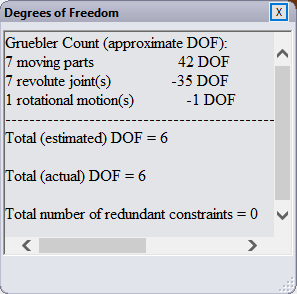 Degrees of Freedom
Gruebler Count (approximate DOF):
7 moving parts 42 DOF
7 revolute joint(s) -35 DOF
1 rotational motion(s) -1 DOF
Total (estimated) DOF = 6
Total (actual) DOF = 6
Total number of redundant constraints = 0